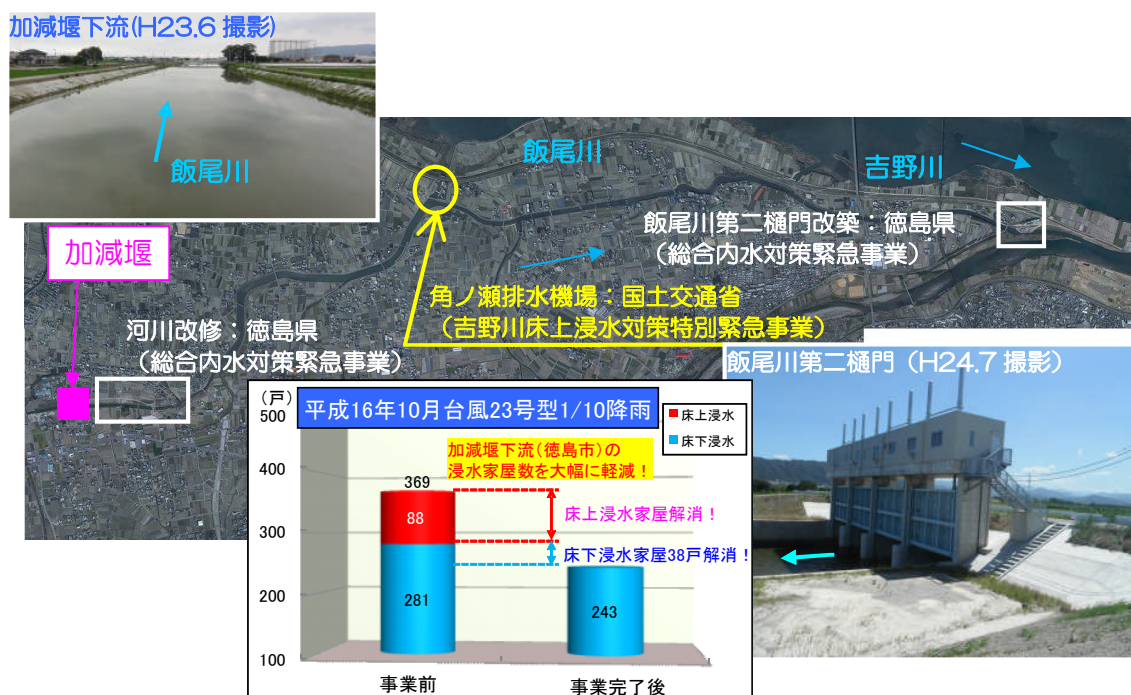 加減堰下流(H23.6 撮影)
飯尾川
飯尾川
吉野川
加減堰
飯尾川第二樋門改築：徳島県
（総合内水対策緊急事業）
角ノ瀬排水機場：国土交通省
（吉野川床上浸水対策特別緊急事業）
河川改修：徳島県
（総合内水対策緊急事業）
飯尾川第二樋門（H24.7 撮影）
（戸）
平成16年10月台風23号型1/10降雨
床上浸水
床下浸水
加減堰下流(徳島市)の
浸水家屋数を大幅に軽減！
500
400
300
200
100
369
88
281
243
床上浸水家屋解消！
床下浸水家屋38戸解消！
事業前
事業完了後